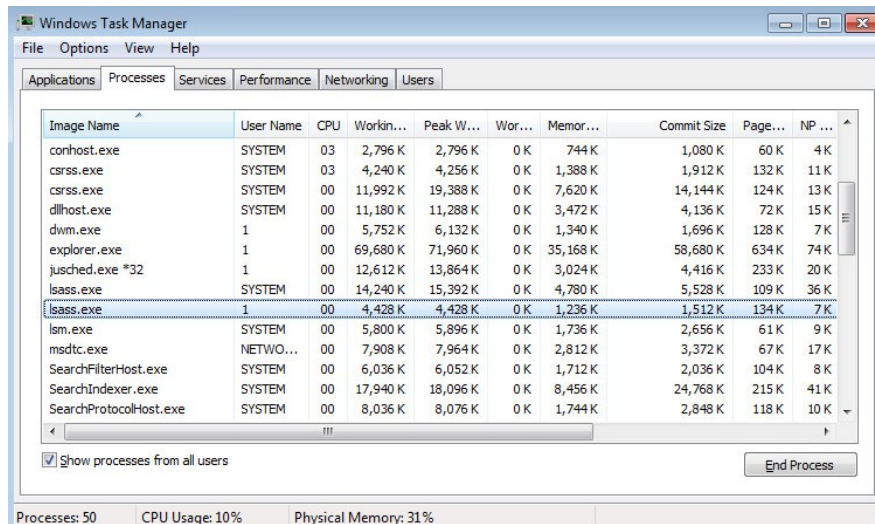 Windows Task Manager
File Options View Help
Applications Processes Services Performance Networking Users
Image Name User Name CPU Workin... Peak W... Wor... Memor... Commit Size Page... NP ...
conhost.exe SYSTEM 03 2,796 K 2,796 K 0 K 744 K 1,080 K 60 K 4 K
csrss.exe SYSTEM 03 4,240 K 4,256 K 0 K 1,388 K 1,912 K 132 K 11 K
csrss.exe SYSTEM 00 11,992 K 19,388 K 0 K 7,620 K 14,144 K 124 K 13 K
dllhost.exe SYSTEM 00 11,180 K 11,288 K 0 K 3,472 K 4,136 K 72 K 15 K
dwm.exe 1 00 5,752 K 6,132 K 0 K 1,340 K 1,696 K 128 K 7 K
explorer.exe 1 00 69,680 K 71,960 K 0 K 35,168 K 58,680 K 634 K 74 K
jusched.exe *32 1 00 12,612 K 13,864 K 0 K 3,024 K 4,416 K 233 K 20 K
lsass.exe SYSTEM 00 14,240 K 15,392 K 0 K 4,780 K 5,528 K 109 K 36 K
lsass.exe 1 00 4,428 K 4,428 K 0 K 1,236 K 1,512 K 134 K 7 K
lsm.exe SYSTEM 00 5,800 K 5,896 K 0 K 1,736 K 2,656 K 61 K 9 K
msdtc.exe NETWO... 00 7,908 K 7,964 K 0 K 2,812 K 3,372 K 67 K 17 K
SearchFilterHost.exe SYSTEM 00 6,036 K 6,052 K 0 K 1,712 K 2,036 K 104 K 8 K
SearchIndexer.exe SYSTEM 00 17,940 K 18,096 K 0 K 8,456 K 24,768 K 215 K 41 K
SearchProtocolHost.exe SYSTEM 00 8,036 K 8,076 K 0 K 1,744 K 2,848 K 118 K 10 K
Show processes from all users
End Process
Processes: 50 CPU Usage: 10% Physical Memory: 31%